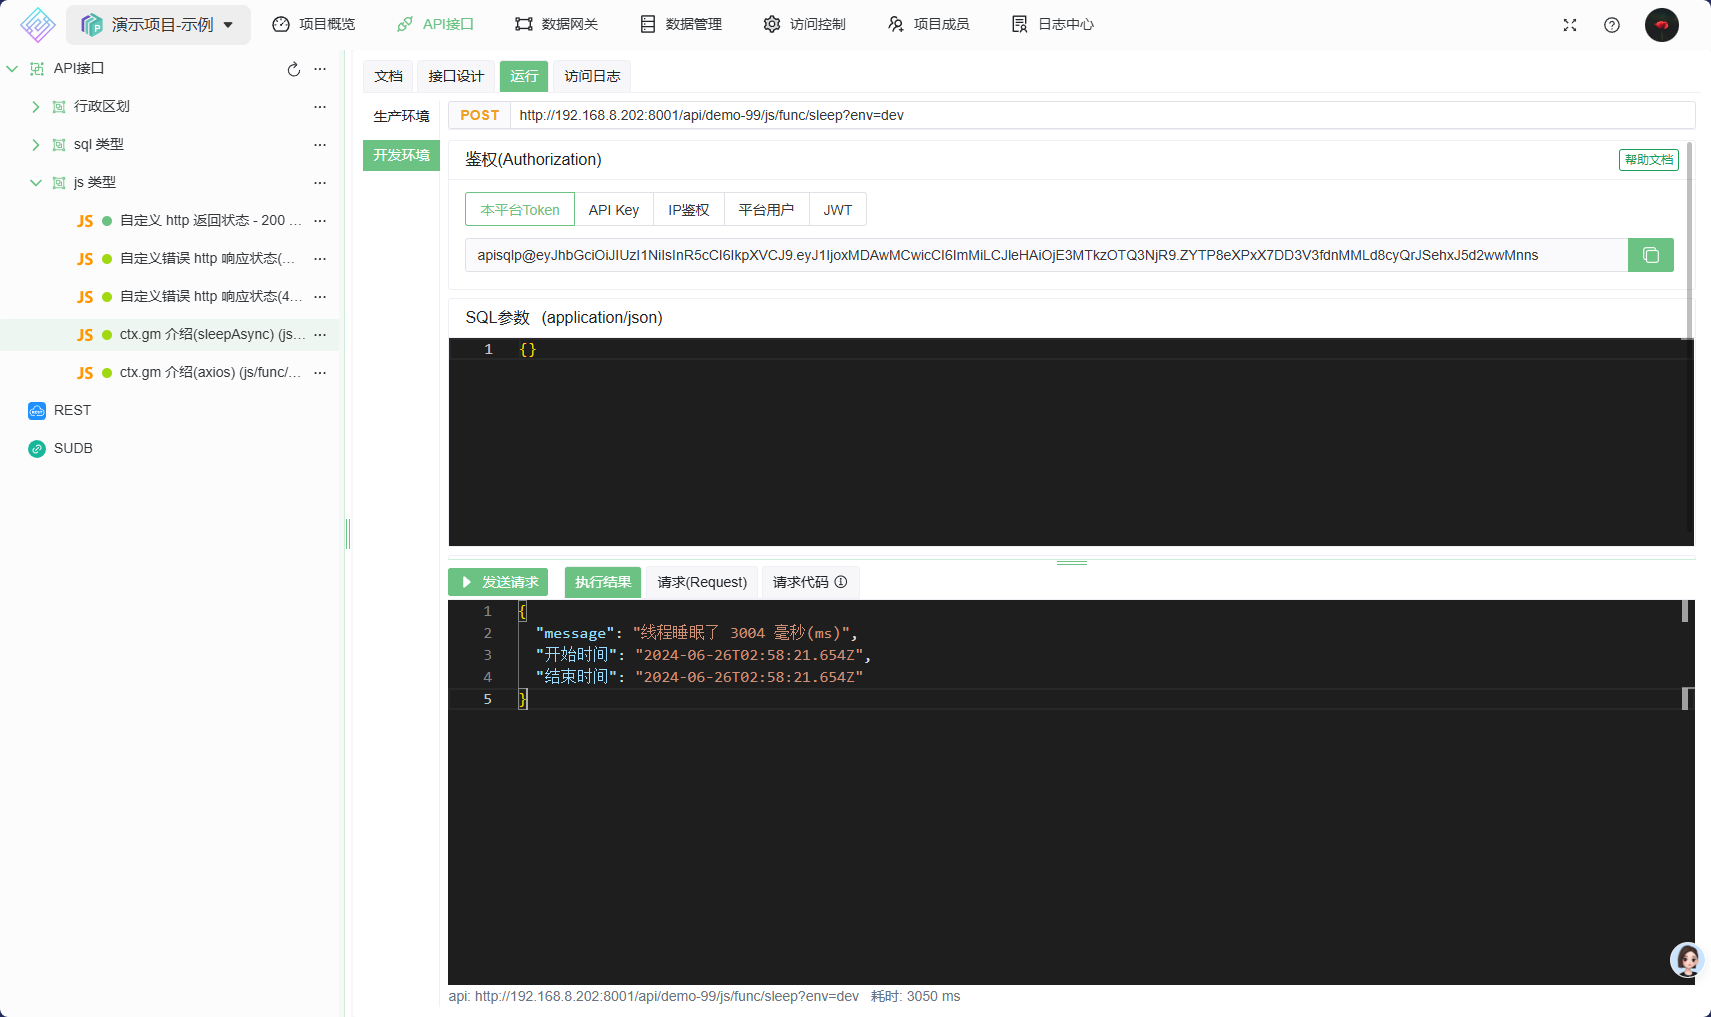 演示项目-示例
项目概览
API接口
数据网关
数据管理
访问控制
项目成员
日志中心
API接口
行政区划
sql 类型
js 类型
JS 自定义 http 返回状态 - 200 ...
JS 自定义错误 http 响应状态(...
JS 自定义错误 http 响应状态(4...
JS ctx.gm 介绍(sleepAsync) (js...
JS ctx.gm 介绍(axios) (js/func/...
REST
SUDB
文档 接口设计 运行 访问日志
生产环境
开发环境
POST http://192.168.8.202:8001/api/demo-99/js/func/sleep?env=dev
鉴权(Authorization)
帮助文档
本平台Token API Key IP鉴权 平台用户 JWT
apisqlp@eyJhbGciOiJIUzI1NiIsInR5cCI6IkpXVCJ9.eyJ1IjoxMDAwMCwicCI6ImMiLCJleHAiOjE3MTkzOTQ3NjR9.ZYTP8eXPxX7DD3V3fdnMMLd8cyQrJSehxJ5d2wwMnns
SQL参数 (application/json)
1 {}
发送请求 执行结果 请求(Request) 请求代码
1 {
2 "message": "线程睡眠了 3004 毫秒(ms)",
3 "开始时间": "2024-06-26T02:58:21.654Z",
4 "结束时间": "2024-06-26T02:58:21.654Z"
5 }
api: http://192.168.8.202:8001/api/demo-99/js/func/sleep?env=dev 耗时: 3050 ms